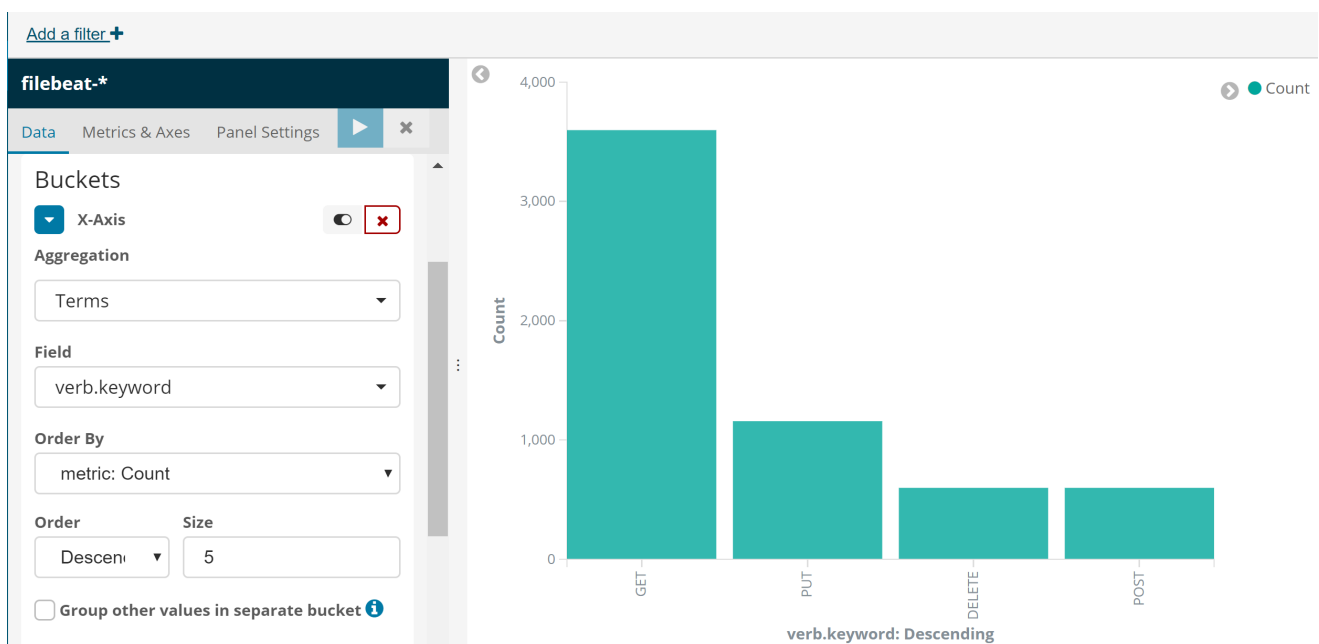 Add a filter
filebeat-*
Data Metrics & Axes Panel Settings
Buckets
X-Axis
Aggregation
Terms
Field
verb.keyword
Order By
metric: Count
Order Size
Descen 5
Group other values in separate bucket
4,000
3,000
2,000
1,000
0
Count
GET
PUT
DELETE
POST
verb.keyword: Descending
Count